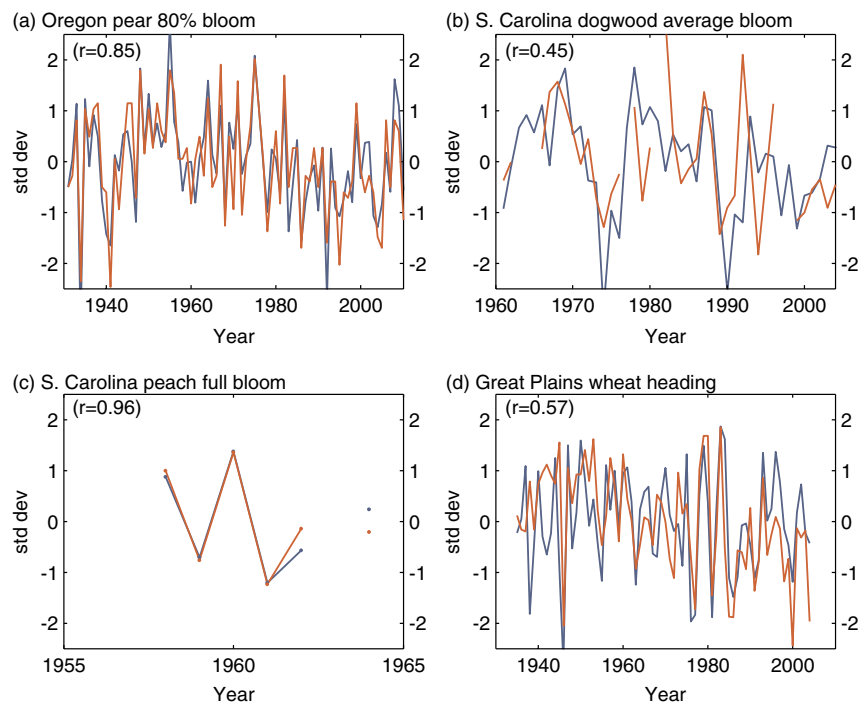 (a) Oregon pear 80% bloom
(r=0.85)
std dev
2
1
0
-1
-2
2
1
0
-1
-2
1940 1960 1980 2000
Year
(b) S. Carolina dogwood average bloom
(r=0.45)
std dev
2
1
0
-1
-2
2
1
0
-1
-2
1960 1970 1980 1990 2000
Year
(c) S. Carolina peach full bloom
(r=0.96)
std dev
2
1
0
-1
-2
2
1
0
-1
-2
1955 1960 1965
Year
(d) Great Plains wheat heading
(r=0.57)
std dev
2
1
0
-1
-2
2
1
0
-1
-2
1940 1960 1980 2000
Year